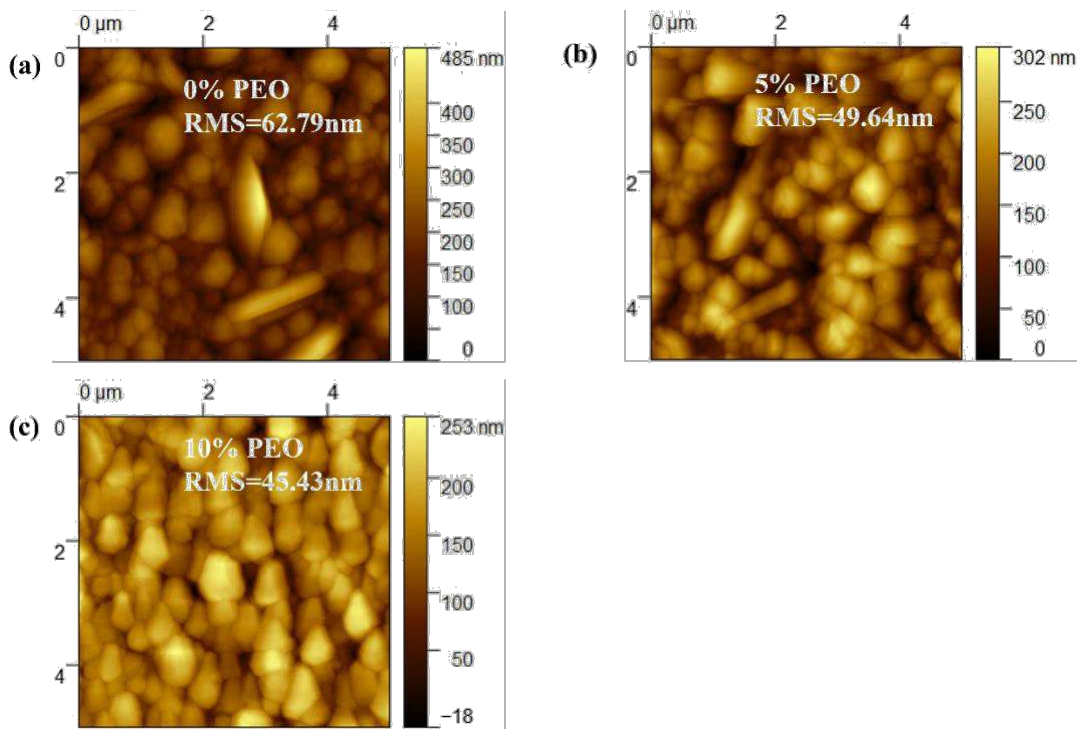 0 µm 2 4
(a)
0
2
4
0% PEO
RMS=62.79nm
485 nm
400
350
300
250
200
150
100
0
0 µm 2 4
(b)
0
2
4
5% PEO
RMS=49.64nm
302 nm
250
200
150
100
50
0
0 µm 2 4
(c)
0
2
4
10% PEO
RMS=45.43nm
253 nm
200
150
100
50
−18